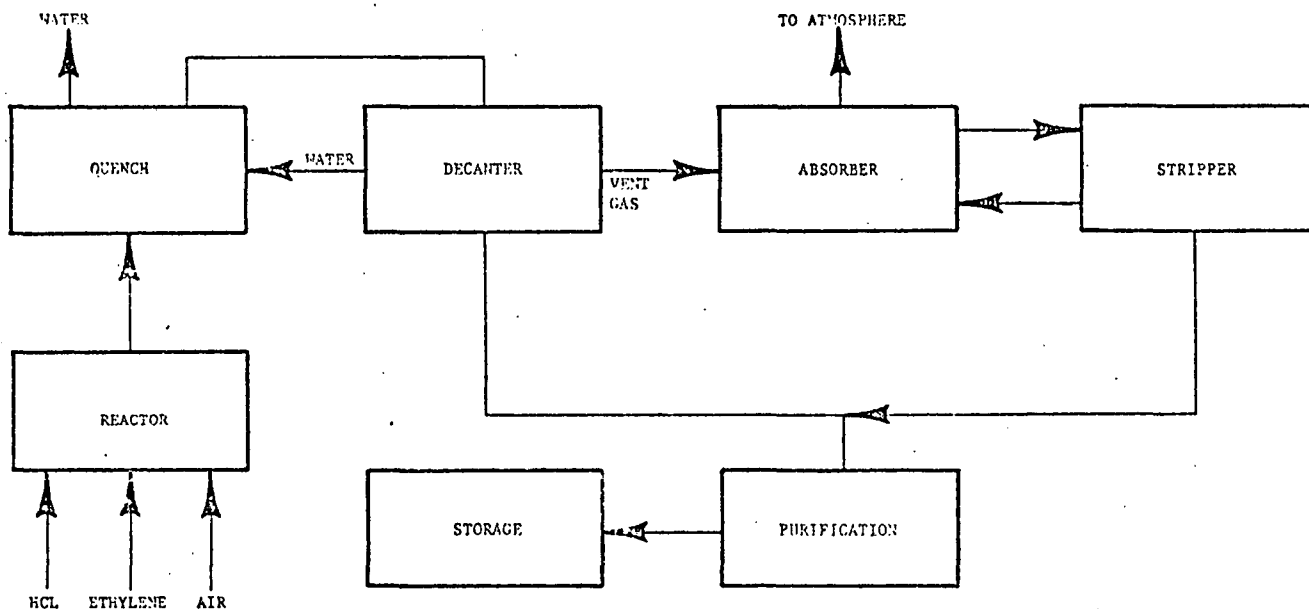 WATER
TO ATMOSPHERE
QUENCH
WATER
DECANTER
VENT
GAS
ABSORBER
STRIPPER
REACTOR
STORAGE
PURIFICATION
HCL
ETHYLENE
AIR